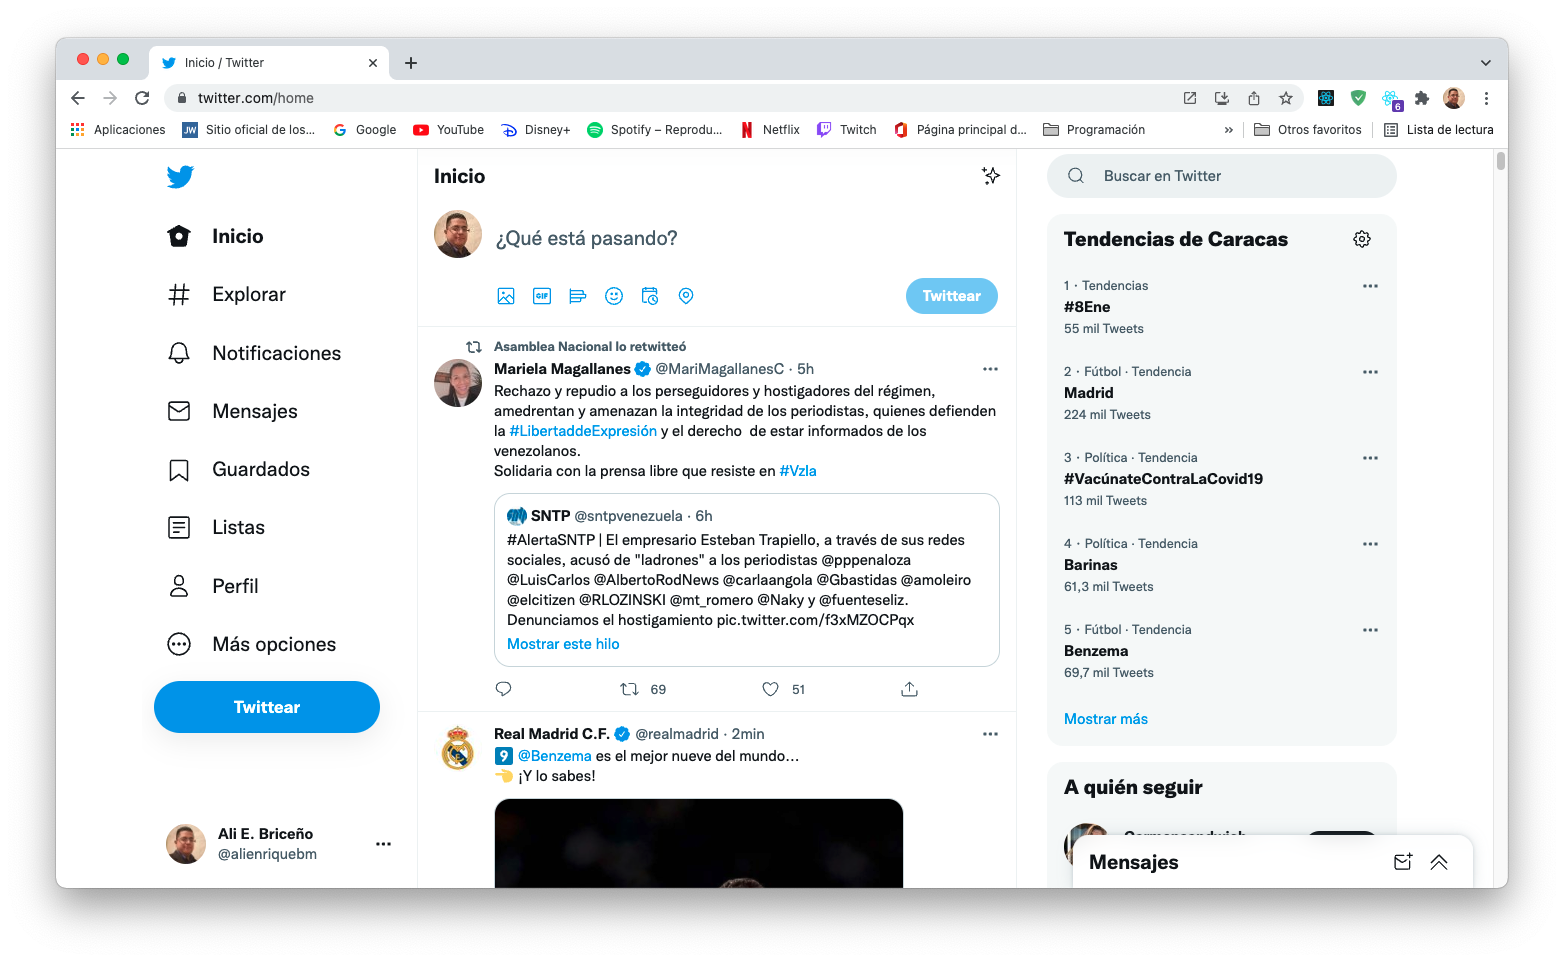 Inicio / Twitter
twitter.com/home
6
Aplicaciones
JW Sitio oficial de los...
Google
YouTube
Disney+
Spotify – Reprodu...
Netflix
Twitch
Página principal d...
Programación
»
Otros favoritos
Lista de lectura
Inicio
Explorar
Notificaciones
Mensajes
Guardados
Listas
Perfil
Más opciones
Twittear
Ali E. Briceño
@alienriquebm
Inicio
¿Qué está pasando?
GIF
Twittear
Asamblea Nacional lo retwitteó
Mariela Magallanes @MariMagallanesC · 5h
Rechazo y repudio a los perseguidores y hostigadores del régimen,
amedrentan y amenazan la integridad de los periodistas, quienes defienden
la #LibertaddeExpresión y el derecho de estar informados de los
venezolanos.
Solidaria con la prensa libre que resiste en #Vzla
SNTP @sntpvenezuela · 6h
#AlertaSNTP | El empresario Esteban Trapiello, a través de sus redes
sociales, acusó de "ladrones" a los periodistas @pppenaloza
@LuisCarlos @AlbertoRodNews @carlaangola @Gbastidas @amoleiro
@elcitizen @RLOZINSKI @mt_romero @Naky y @fuenteseliz.
Denunciamos el hostigamiento pic.twitter.com/f3xMZOCPqx
Mostrar este hilo
69
51
Real Madrid C.F. @realmadrid · 2min
9 @Benzema es el mejor nueve del mundo...
👈 ¡Y lo sabes!
Buscar en Twitter
Tendencias de Caracas
1 · Tendencias
#8Ene
55 mil Tweets
2 · Fútbol · Tendencia
Madrid
224 mil Tweets
3 · Política · Tendencia
#VacúnateContraLaCovid19
113 mil Tweets
4 · Política · Tendencia
Barinas
61,3 mil Tweets
5 · Fútbol · Tendencia
Benzema
69,7 mil Tweets
Mostrar más
A quién seguir
Mensajes